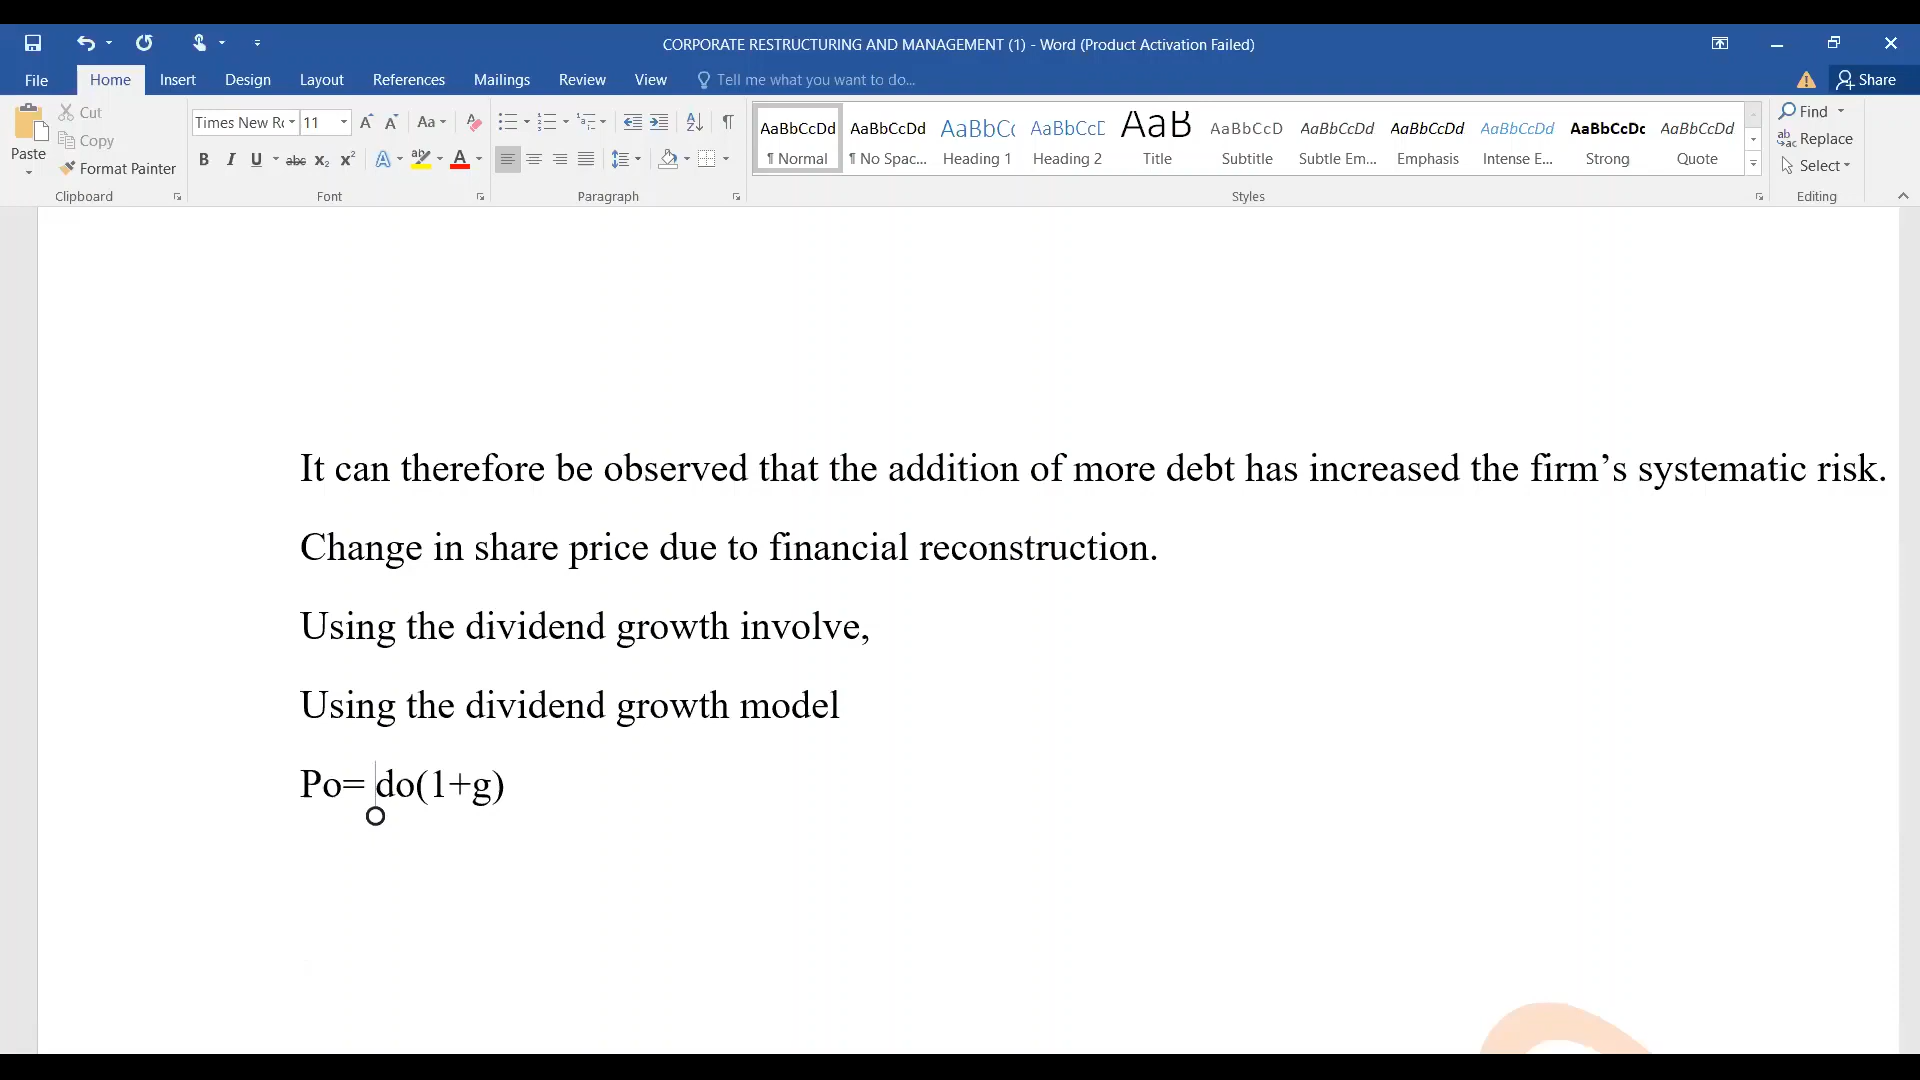 CORPORATE RESTRUCTURING AND MANAGEMENT (1) - Word (Product Activation Failed)
File Home Insert Design Layout References Mailings Review View Tell me what you want to do... Share
Paste
Cut
Copy
Format Painter
Clipboard
Times New Ro 11
Font
Paragraph
AaBbCcDd AaBbCcDd AaBbCc AaBbCcD AaB AaBbCcD AaBbCcDd AaBbCcDd AaBbCcDd AaBbCcDc AaBbCcDd
¶ Normal ¶ No Spac... Heading 1 Heading 2 Title Subtitle Subtle Em... Emphasis Intense E... Strong Quote
Styles
Find
Replace
Select
Editing
It can therefore be observed that the addition of more debt has increased the firm’s systematic risk.
Change in share price due to financial reconstruction.
Using the dividend growth involve,
Using the dividend growth model
Po= do(1+g)